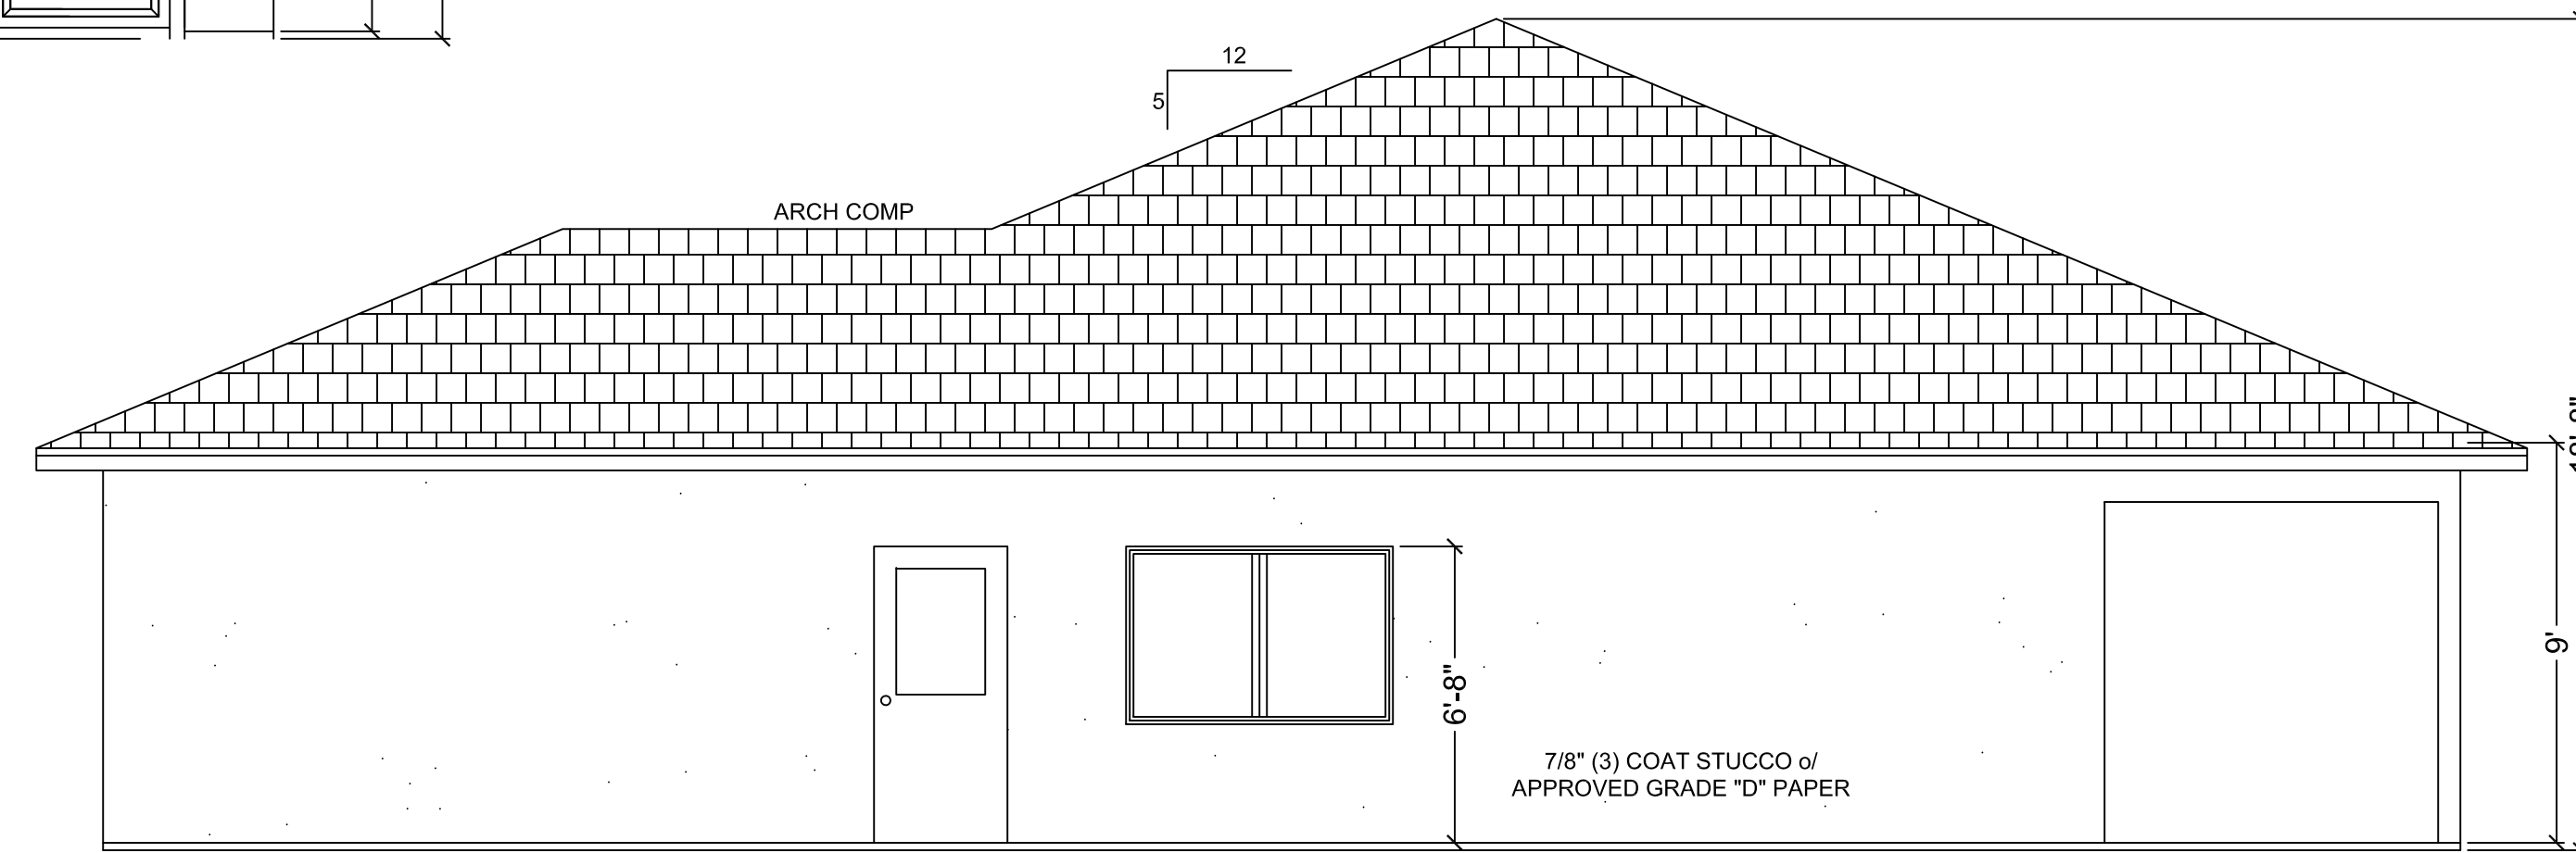 12
5
ARCH COMP
9'
6'-8"
7/8" (3) COAT STUCCO o/
APPROVED GRADE "D" PAPER